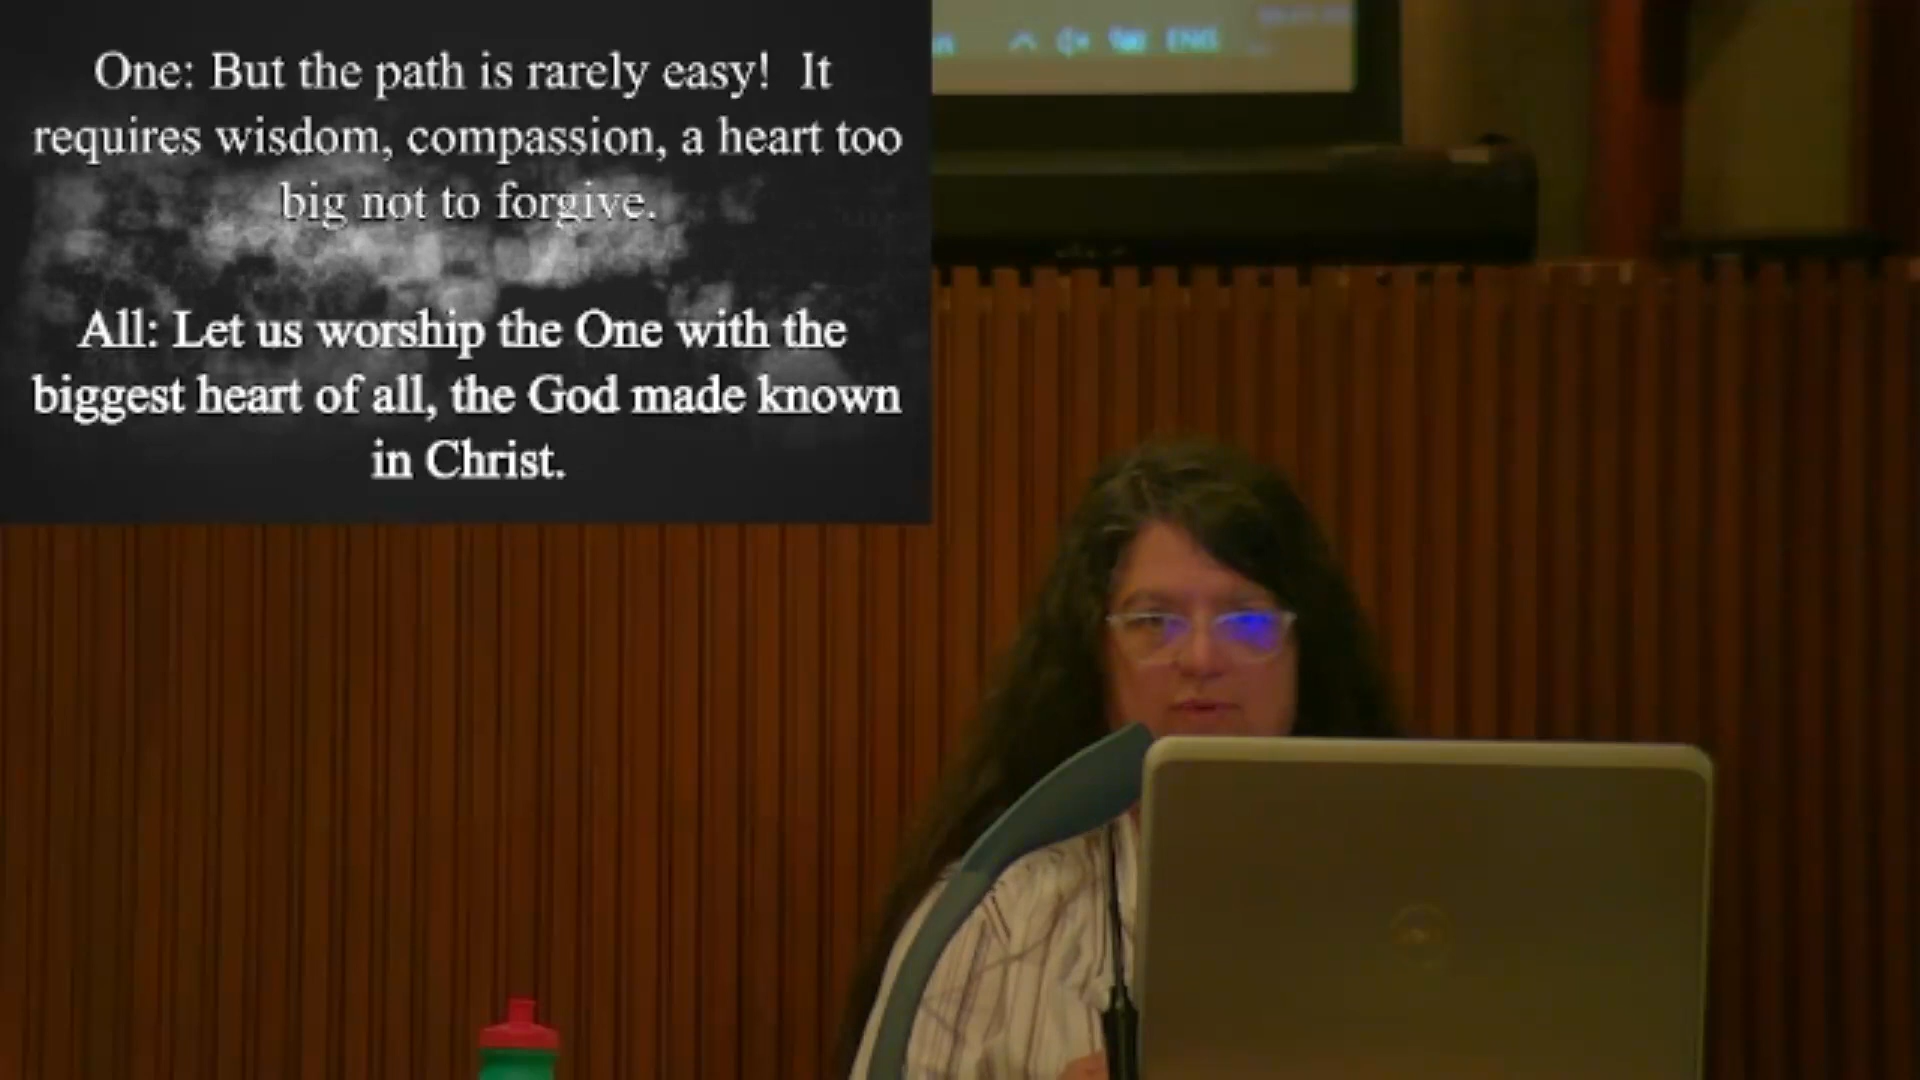 One: But the path is rarely easy!  It
requires wisdom, compassion, a heart too
big not to forgive.
All: Let us worship the One with the
biggest heart of all, the God made known
in Christ.
ENG